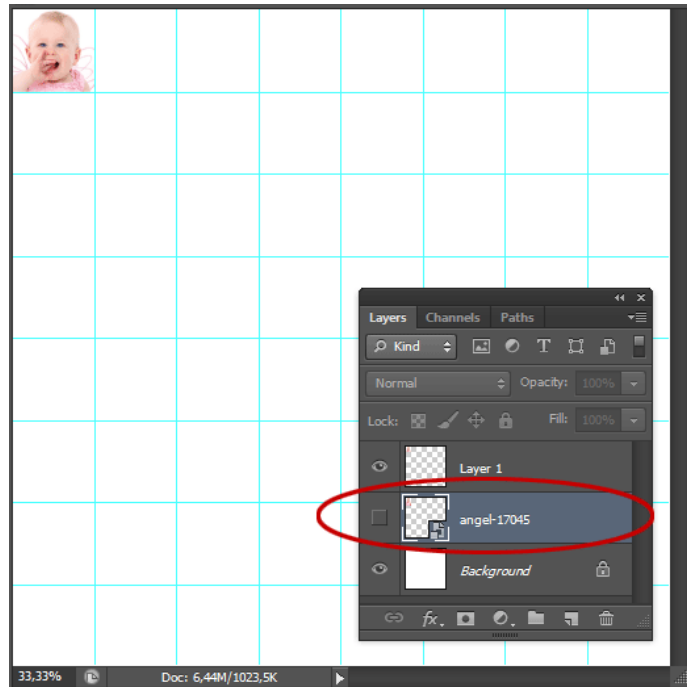 Layers Channels Paths
Kind T
Normal Opacity: 100%
Lock: Fill: 100%
Layer 1
angel-17045
Background
fx.
33,33% Doc: 6,44M/1023,5K